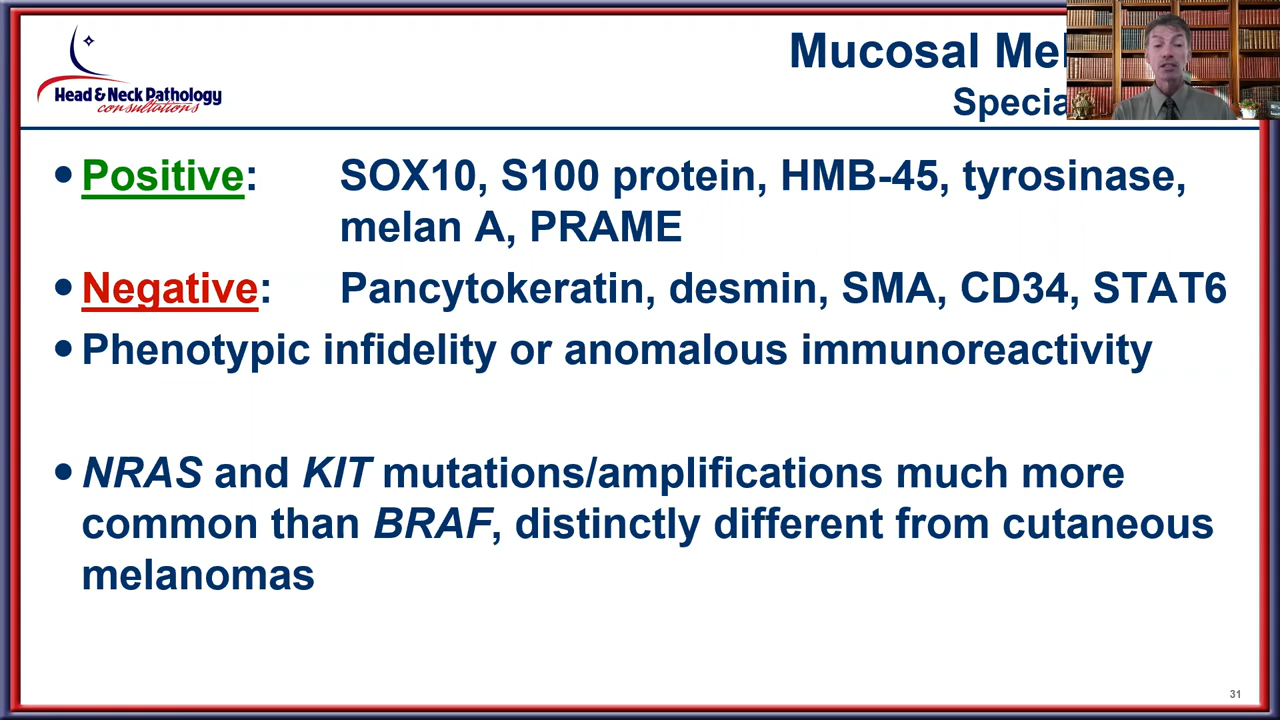 Head & Neck Pathology
consultations
Mucosal
• Positive: SOX10, S100 protein, HMB-45, tyrosinase,
melan A, PRAME
• Negative: Pancytokeratin, desmin, SMA, CD34, STAT6
• Phenotypic infidelity or anomalous immunoreactivity
• NRAS and KIT mutations/amplifications much more
common than BRAF, distinctly different from cutaneous
melanomas
31